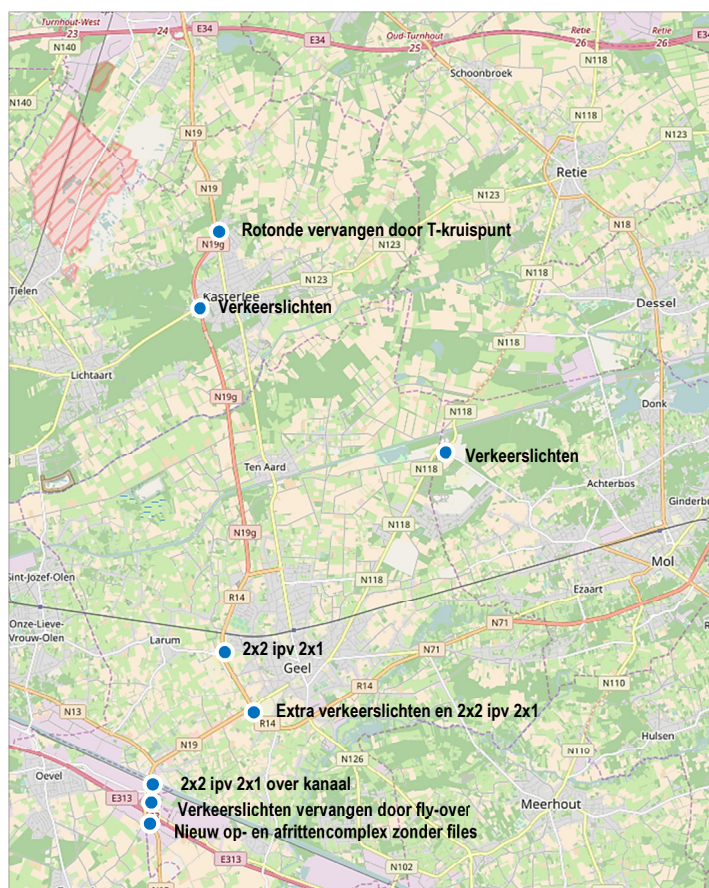 Turnhout-West
23
24
E34
Oud-Turnhout
25
Retie
26
Retie
26
E34
N140
N118
Schoonbroek
N140
N118
N19
N123
Retie
N19
N123
N18
Rotonde vervangen door T-kruispunt
N19g
N123
N118
Tielen
N123
Kasterlee
Verkeerslichten
Dessel
N118
Lichtaart
N19g
Donk
N118
Verkeerslichten
Ten Aard
N118
Achterbos
Ginderbu
N118
N19g
Mol
Sint-Jozef-Olen
N118
R14
Ezaart
Onze-Lieve-
Vrouw-Olen
Larum
N71
2x2 ipv 2x1
N71
Geel
R14
N110
N13
Extra verkeerslichten en 2x2 ipv 2x1
R14
Hulsen
N19
N126
N110
Oevel
2x2 ipv 2x1 over kanaal
E313
Verkeerslichten vervangen door fly-over
Meerhout
Nieuw op- en afrittencomplex zonder files
E313
N102